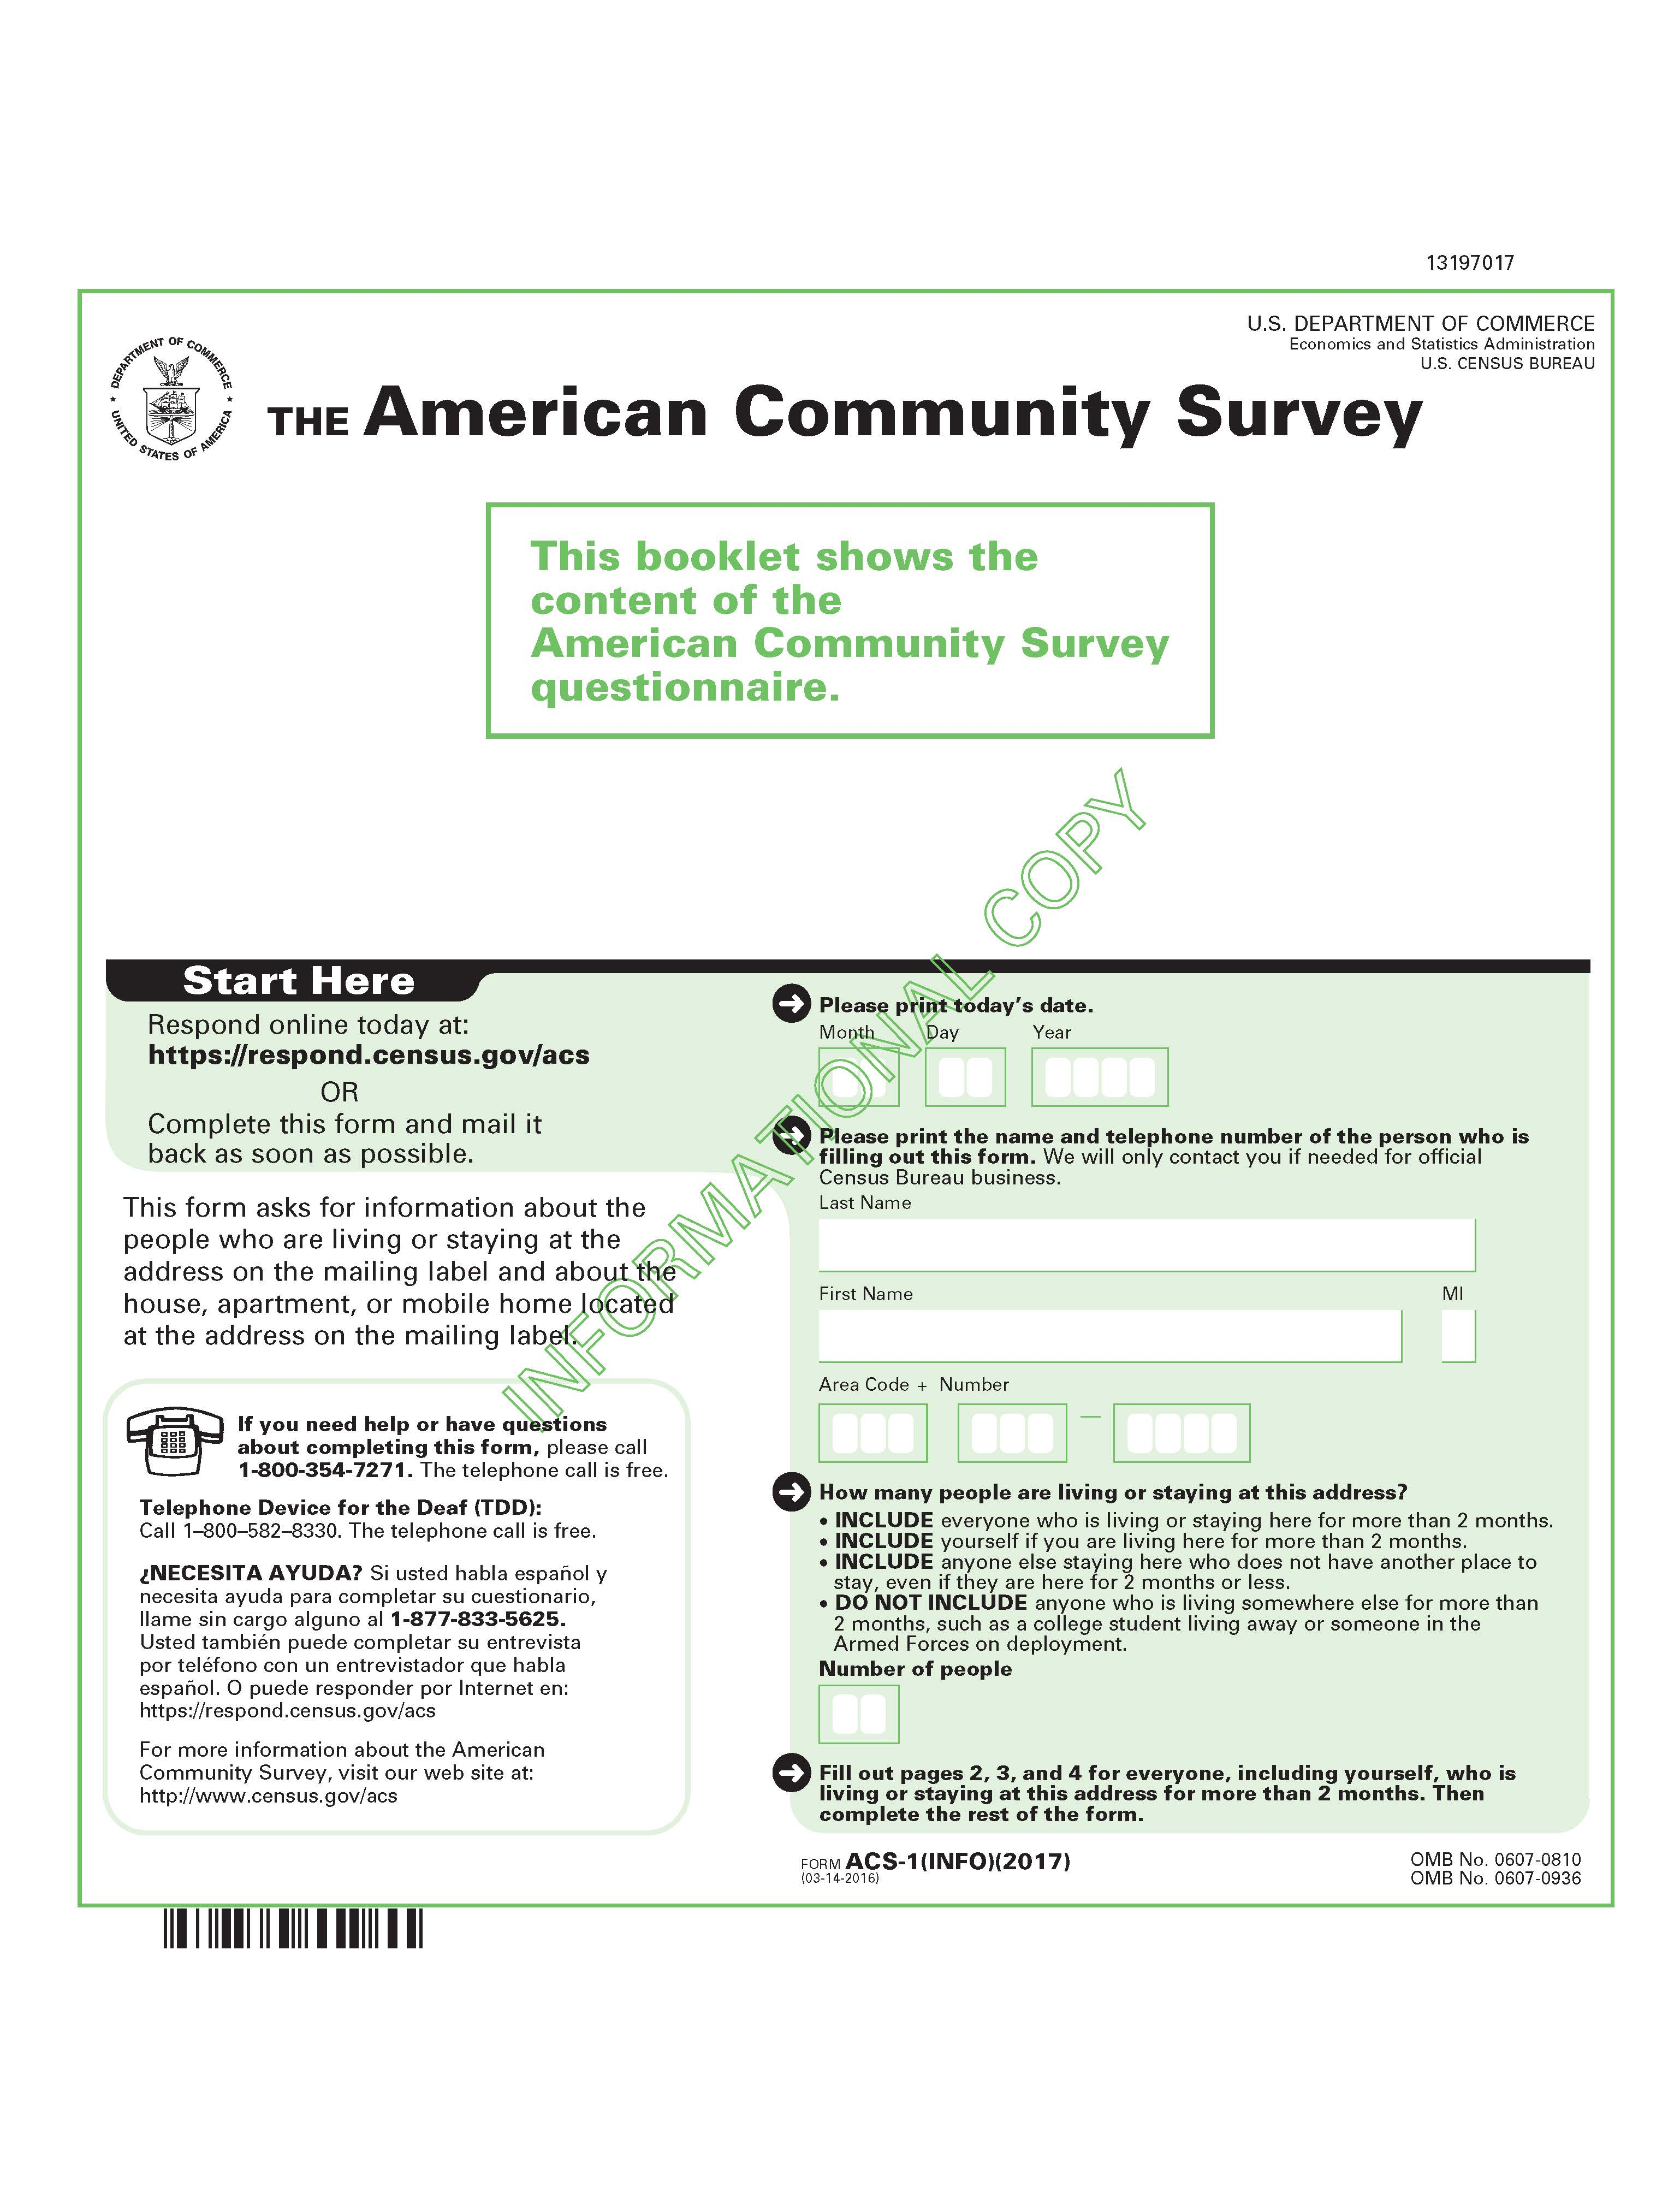 13197017
U.S. DEPARTMENT OF COMMERCE
Economics and Statistics Administration
U.S. CENSUS BUREAU
DEPARTMENT OF COMMERCE
UNITED STATES OF AMERICA
THE American Community Survey
This booklet shows the
content of the
American Community Survey
questionnaire.
INFORMATIONAL COPY
Start Here
Respond online today at:
https://respond.census.gov/acs
OR
Complete this form and mail it
back as soon as possible.
This form asks for information about the
people who are living or staying at the
address on the mailing label and about the
house, apartment, or mobile home located
at the address on the mailing label.
If you need help or have questions
about completing this form, please call
1-800-354-7271. The telephone call is free.
Telephone Device for the Deaf (TDD):
Call 1–800–582–8330. The telephone call is free.
¿NECESITA AYUDA? Si usted habla español y
necesita ayuda para completar su cuestionario,
llame sin cargo alguno al 1-877-833-5625.
Usted también puede completar su entrevista
por teléfono con un entrevistador que habla
español. O puede responder por Internet en:
https://respond.census.gov/acs
For more information about the American
Community Survey, visit our web site at:
http://www.census.gov/acs
Please print today’s date.
Month Day Year
Please print the name and telephone number of the person who is
filling out this form. We will only contact you if needed for official
Census Bureau business.
Last Name
First Name MI
Area Code + Number
How many people are living or staying at this address?
• INCLUDE everyone who is living or staying here for more than 2 months.
• INCLUDE yourself if you are living here for more than 2 months.
• INCLUDE anyone else staying here who does not have another place to
stay, even if they are here for 2 months or less.
• DO NOT INCLUDE anyone who is living somewhere else for more than
2 months, such as a college student living away or someone in the
Armed Forces on deployment.
Number of people
Fill out pages 2, 3, and 4 for everyone, including yourself, who is
living or staying at this address for more than 2 months. Then
complete the rest of the form.
FORM ACS-1(INFO)(2017)
(03-14-2016)
OMB No. 0607-0810
OMB No. 0607-0936